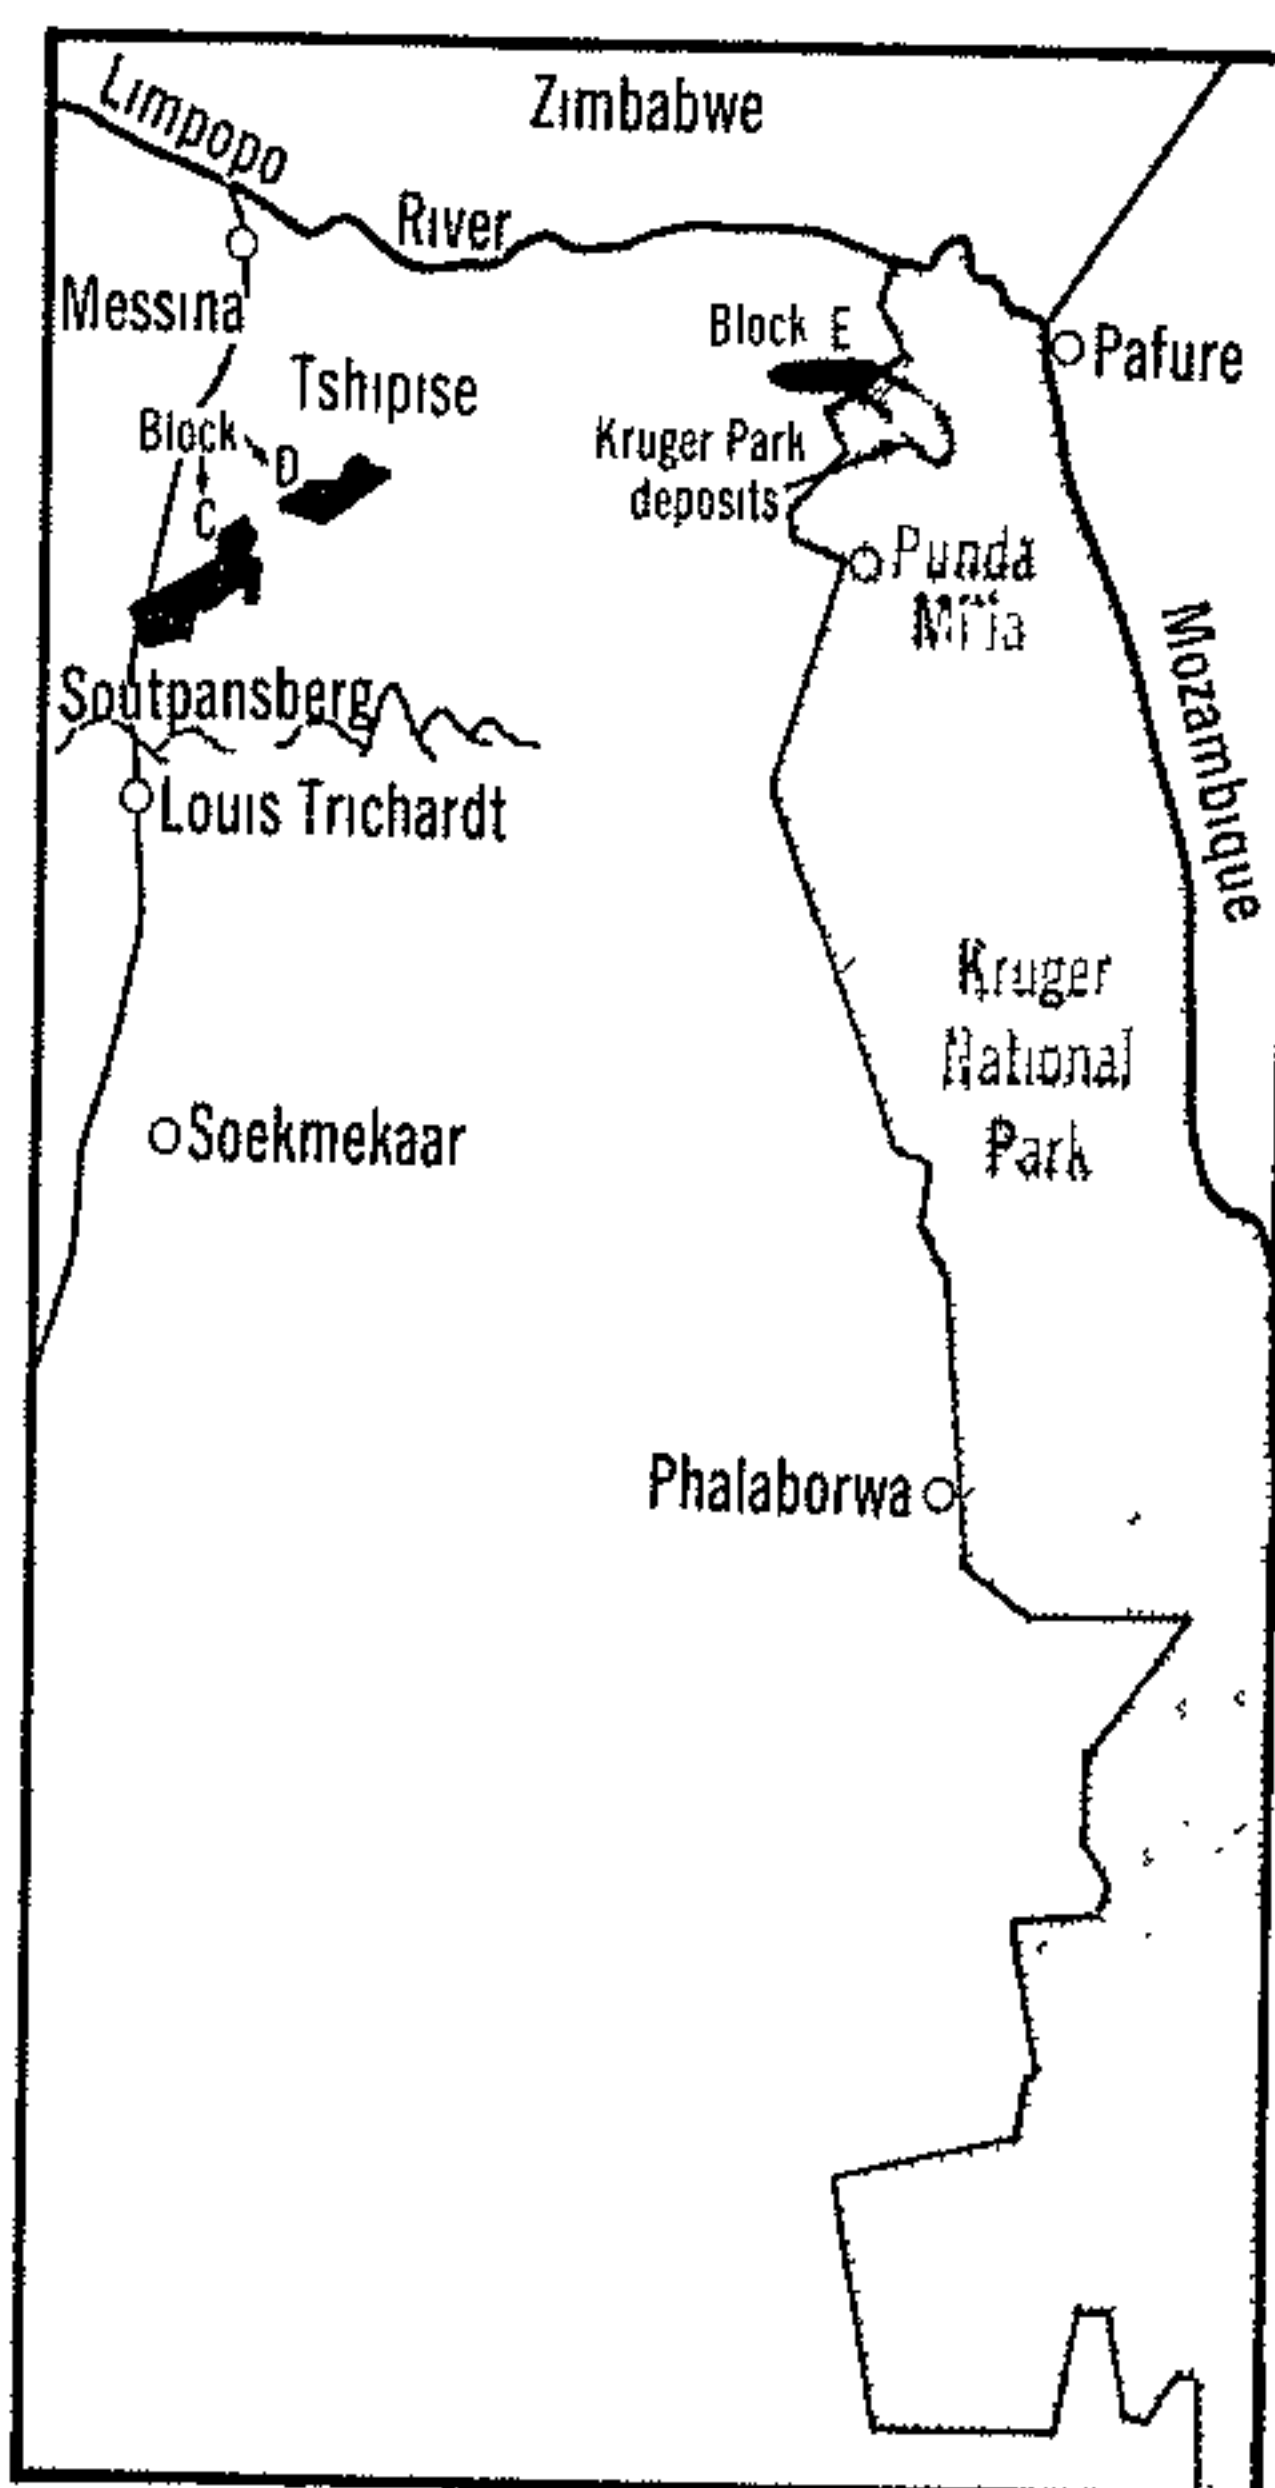 Zimbabwe
Limpopo
River
Messina
Block E
Pafure
Tshipise
Block
D
Kruger Park
deposits
C
Punda
Soutpansberg
Mozambique
Louis Trichardt
Kruger
National
Park
Soekmekaar
Phalaborwa